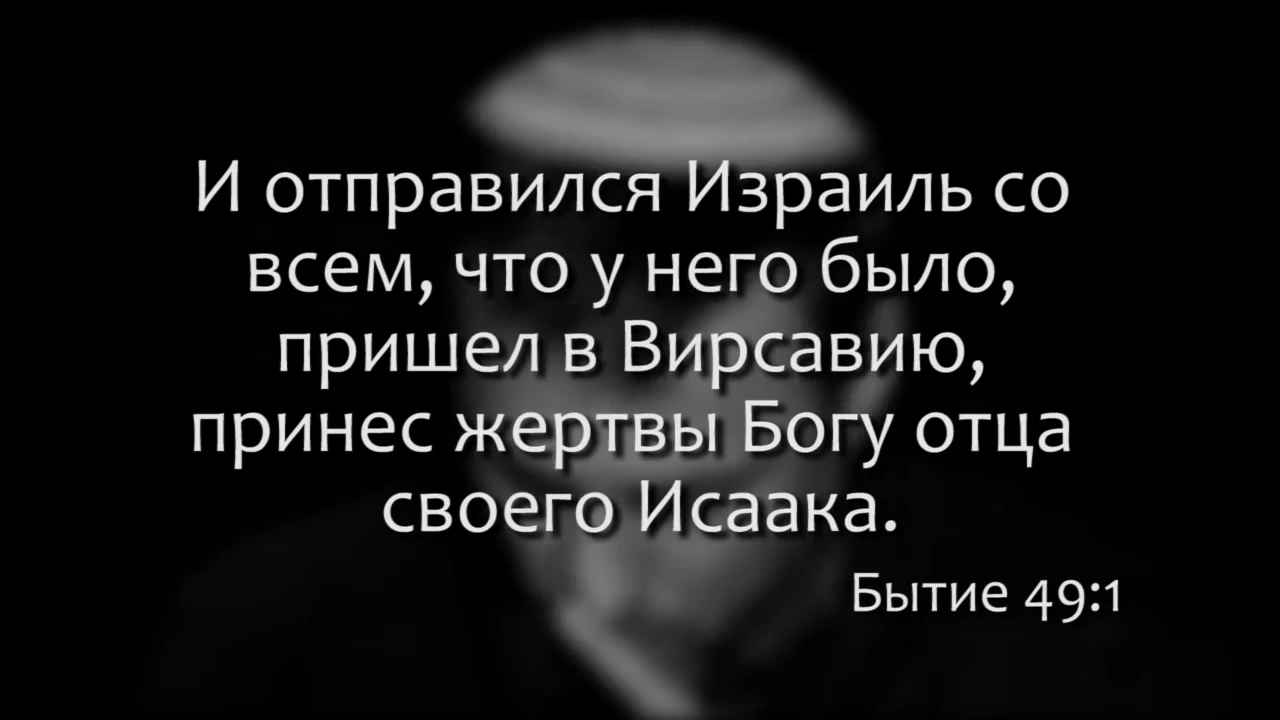 И отправился Израиль со
всем, что у него было,
пришел в Вирсавию,
принес жертвы Богу отца
своего Исаака.
Бытие 49:1